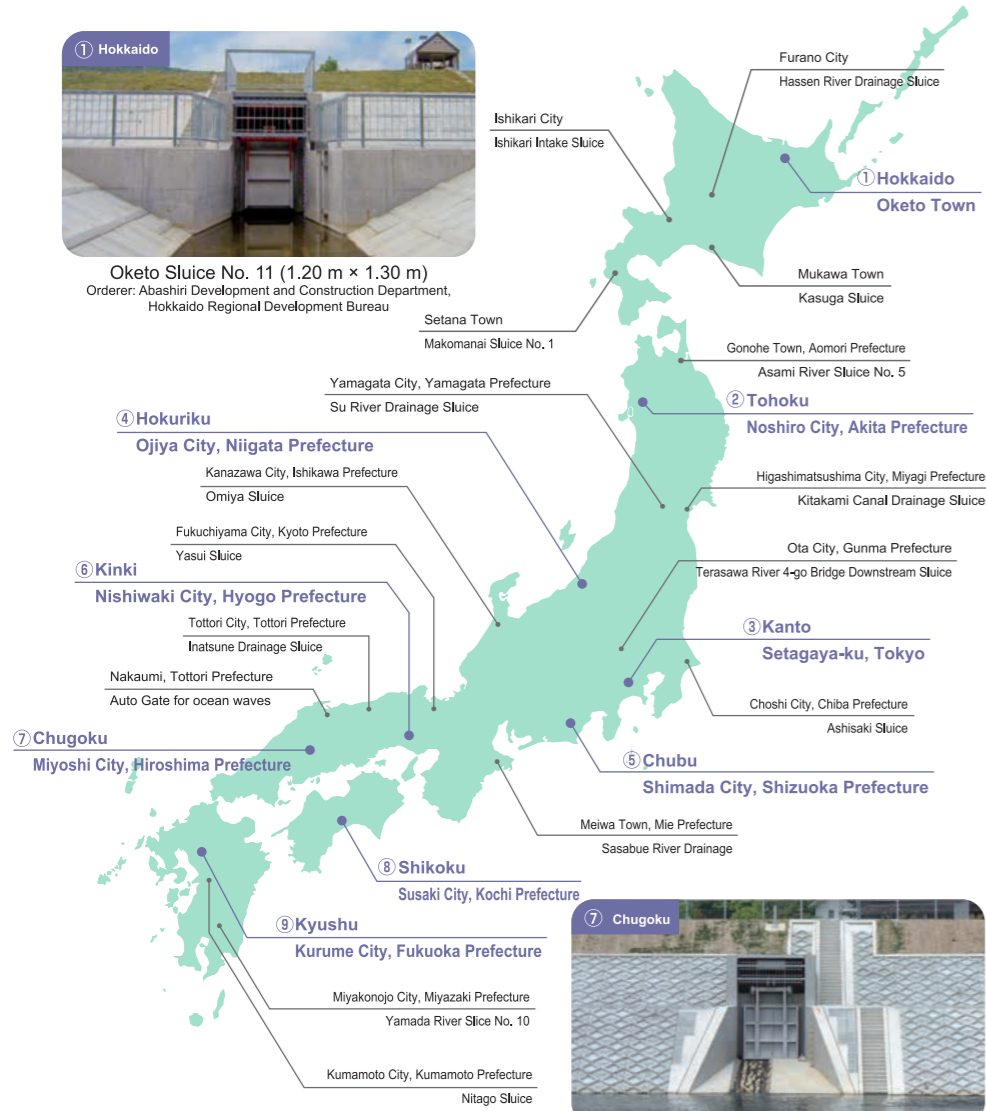 ① Hokkaido
Oketo Sluice No. 11 (1.20 m × 1.30 m)
Orderer: Abashiri Development and Construction Department,
Hokkaido Regional Development Bureau
Furano City
Hassen River Drainage Sluice
Ishikari City
Ishikari Intake Sluice
① Hokkaido
Oketo Town
Mukawa Town
Kasuga Sluice
Setana Town
Makomanai Sluice No. 1
Gonohe Town, Aomori Prefecture
Asami River Sluice No. 5
Yamagata City, Yamagata Prefecture
Su River Drainage Sluice
② Tohoku
Noshiro City, Akita Prefecture
④ Hokuriku
Ojiya City, Niigata Prefecture
Kanazawa City, Ishikawa Prefecture
Omiya Sluice
Higashimatsushima City, Miyagi Prefecture
Kitakami Canal Drainage Sluice
Fukuchiyama City, Kyoto Prefecture
Yasui Sluice
Ota City, Gunma Prefecture
Terasawa River 4-go Bridge Downstream Sluice
⑥ Kinki
Nishiwaki City, Hyogo Prefecture
Tottori City, Tottori Prefecture
Inatsune Drainage Sluice
③ Kanto
Setagaya-ku, Tokyo
Nakaumi, Tottori Prefecture
Auto Gate for ocean waves
Choshi City, Chiba Prefecture
Ashisaki Sluice
⑦ Chugoku
Miyoshi City, Hiroshima Prefecture
⑤ Chubu
Shimada City, Shizuoka Prefecture
Meiwa Town, Mie Prefecture
Sasabue River Drainage
⑧ Shikoku
Susaki City, Kochi Prefecture
⑨ Kyushu
Kurume City, Fukuoka Prefecture
⑦ Chugoku
Miyakonojo City, Miyazaki Prefecture
Yamada River Slice No. 10
Kumamoto City, Kumamoto Prefecture
Nitago Sluice